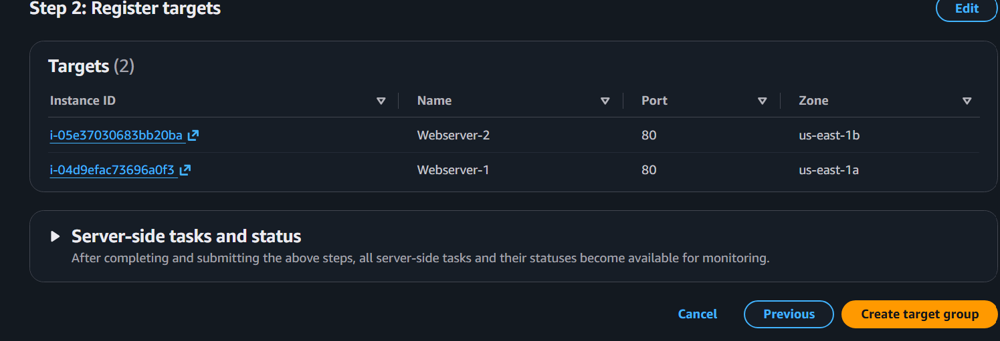 Step 2: Register targets
Edit
Targets (2)
Instance ID Name Port Zone
i-05e37030683bb20ba Webserver-2 80 us-east-1b
i-04d9efac73696a0f3 Webserver-1 80 us-east-1a
Server-side tasks and status
After completing and submitting the above steps, all server-side tasks and their statuses become available for monitoring.
Cancel Previous Create target group